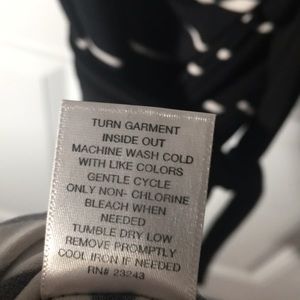 TURN GARMENT
INSIDE OUT
MACHINE WASH COLD
WITH LIKE COLORS
GENTLE CYCLE
ONLY NON- CHLORINE
BLEACH WHEN
NEEDED
TUMBLE DRY LOW
REMOVE PROMPTLY
COOL IRON IF NEEDED
RN# 23243